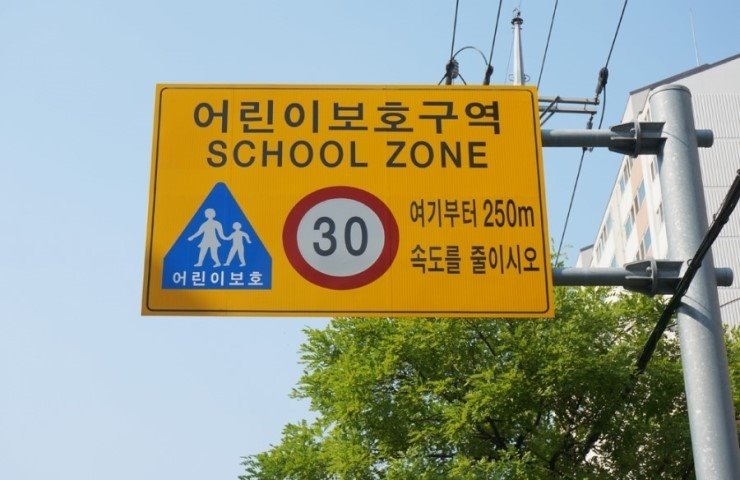 어린이보호구역
SCHOOL ZONE
어린이보호
30
여기부터 250m
속도를 줄이시오